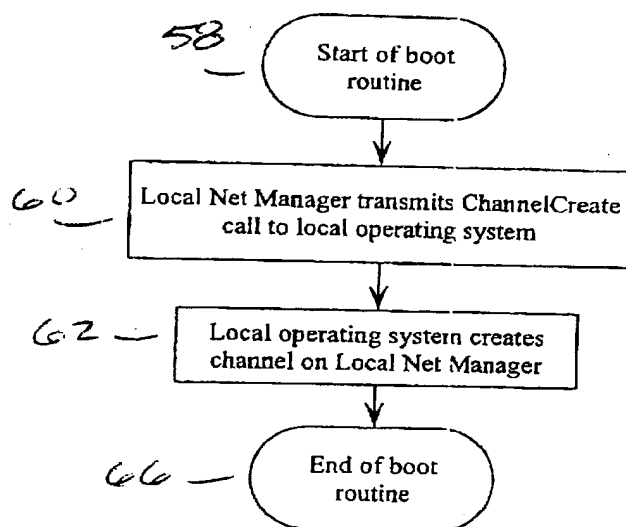 58
Start of boot
routine
60
Local Net Manager transmits ChannelCreate
call to local operating system
62
Local operating system creates
channel on Local Net Manager
66
End of boot
routine